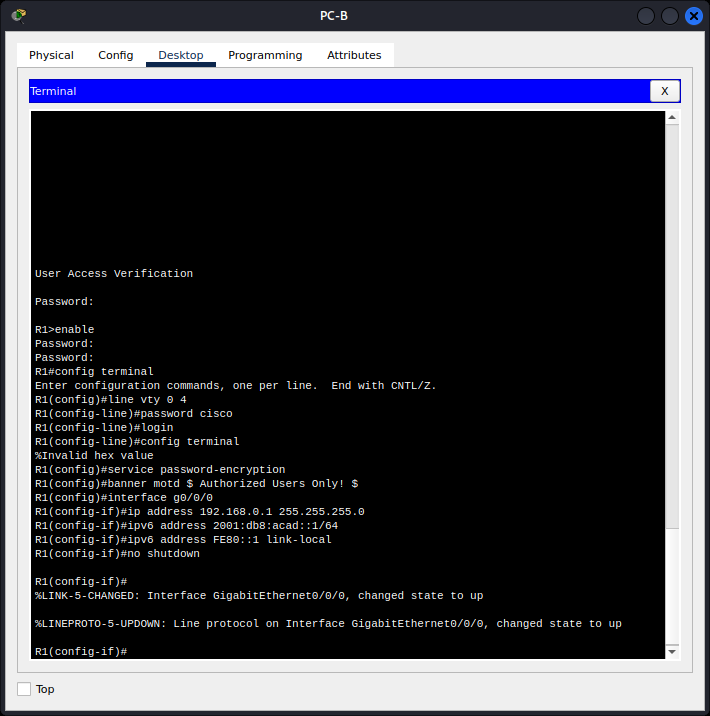 PC-B
Physical Config Desktop Programming Attributes
Terminal X
User Access Verification
Password:
R1>enable
Password:
Password:
R1#config terminal
Enter configuration commands, one per line.  End with CNTL/Z.
R1(config)#line vty 0 4
R1(config-line)#password cisco
R1(config-line)#login
R1(config-line)#config terminal
%Invalid hex value
R1(config)#service password-encryption
R1(config)#banner motd $ Authorized Users Only! $
R1(config)#interface g0/0/0
R1(config-if)#ip address 192.168.0.1 255.255.255.0
R1(config-if)#ipv6 address 2001:db8:acad::1/64
R1(config-if)#ipv6 address FE80::1 link-local
R1(config-if)#no shutdown
R1(config-if)#
%LINK-5-CHANGED: Interface GigabitEthernet0/0/0, changed state to up
%LINEPROTO-5-UPDOWN: Line protocol on Interface GigabitEthernet0/0/0, changed state to up
R1(config-if)#
Top